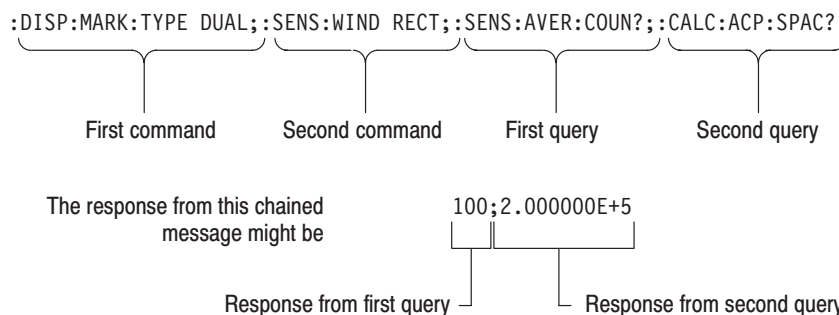 :DISP:MARK:TYPE DUAL;:SENS:WIND RECT;:SENS:AVER:COUN?;:CALC:ACP:SPAC?
First command Second command First query Second query
The response from this chained message might be
100;2.000000E+5
Response from first query Response from second query